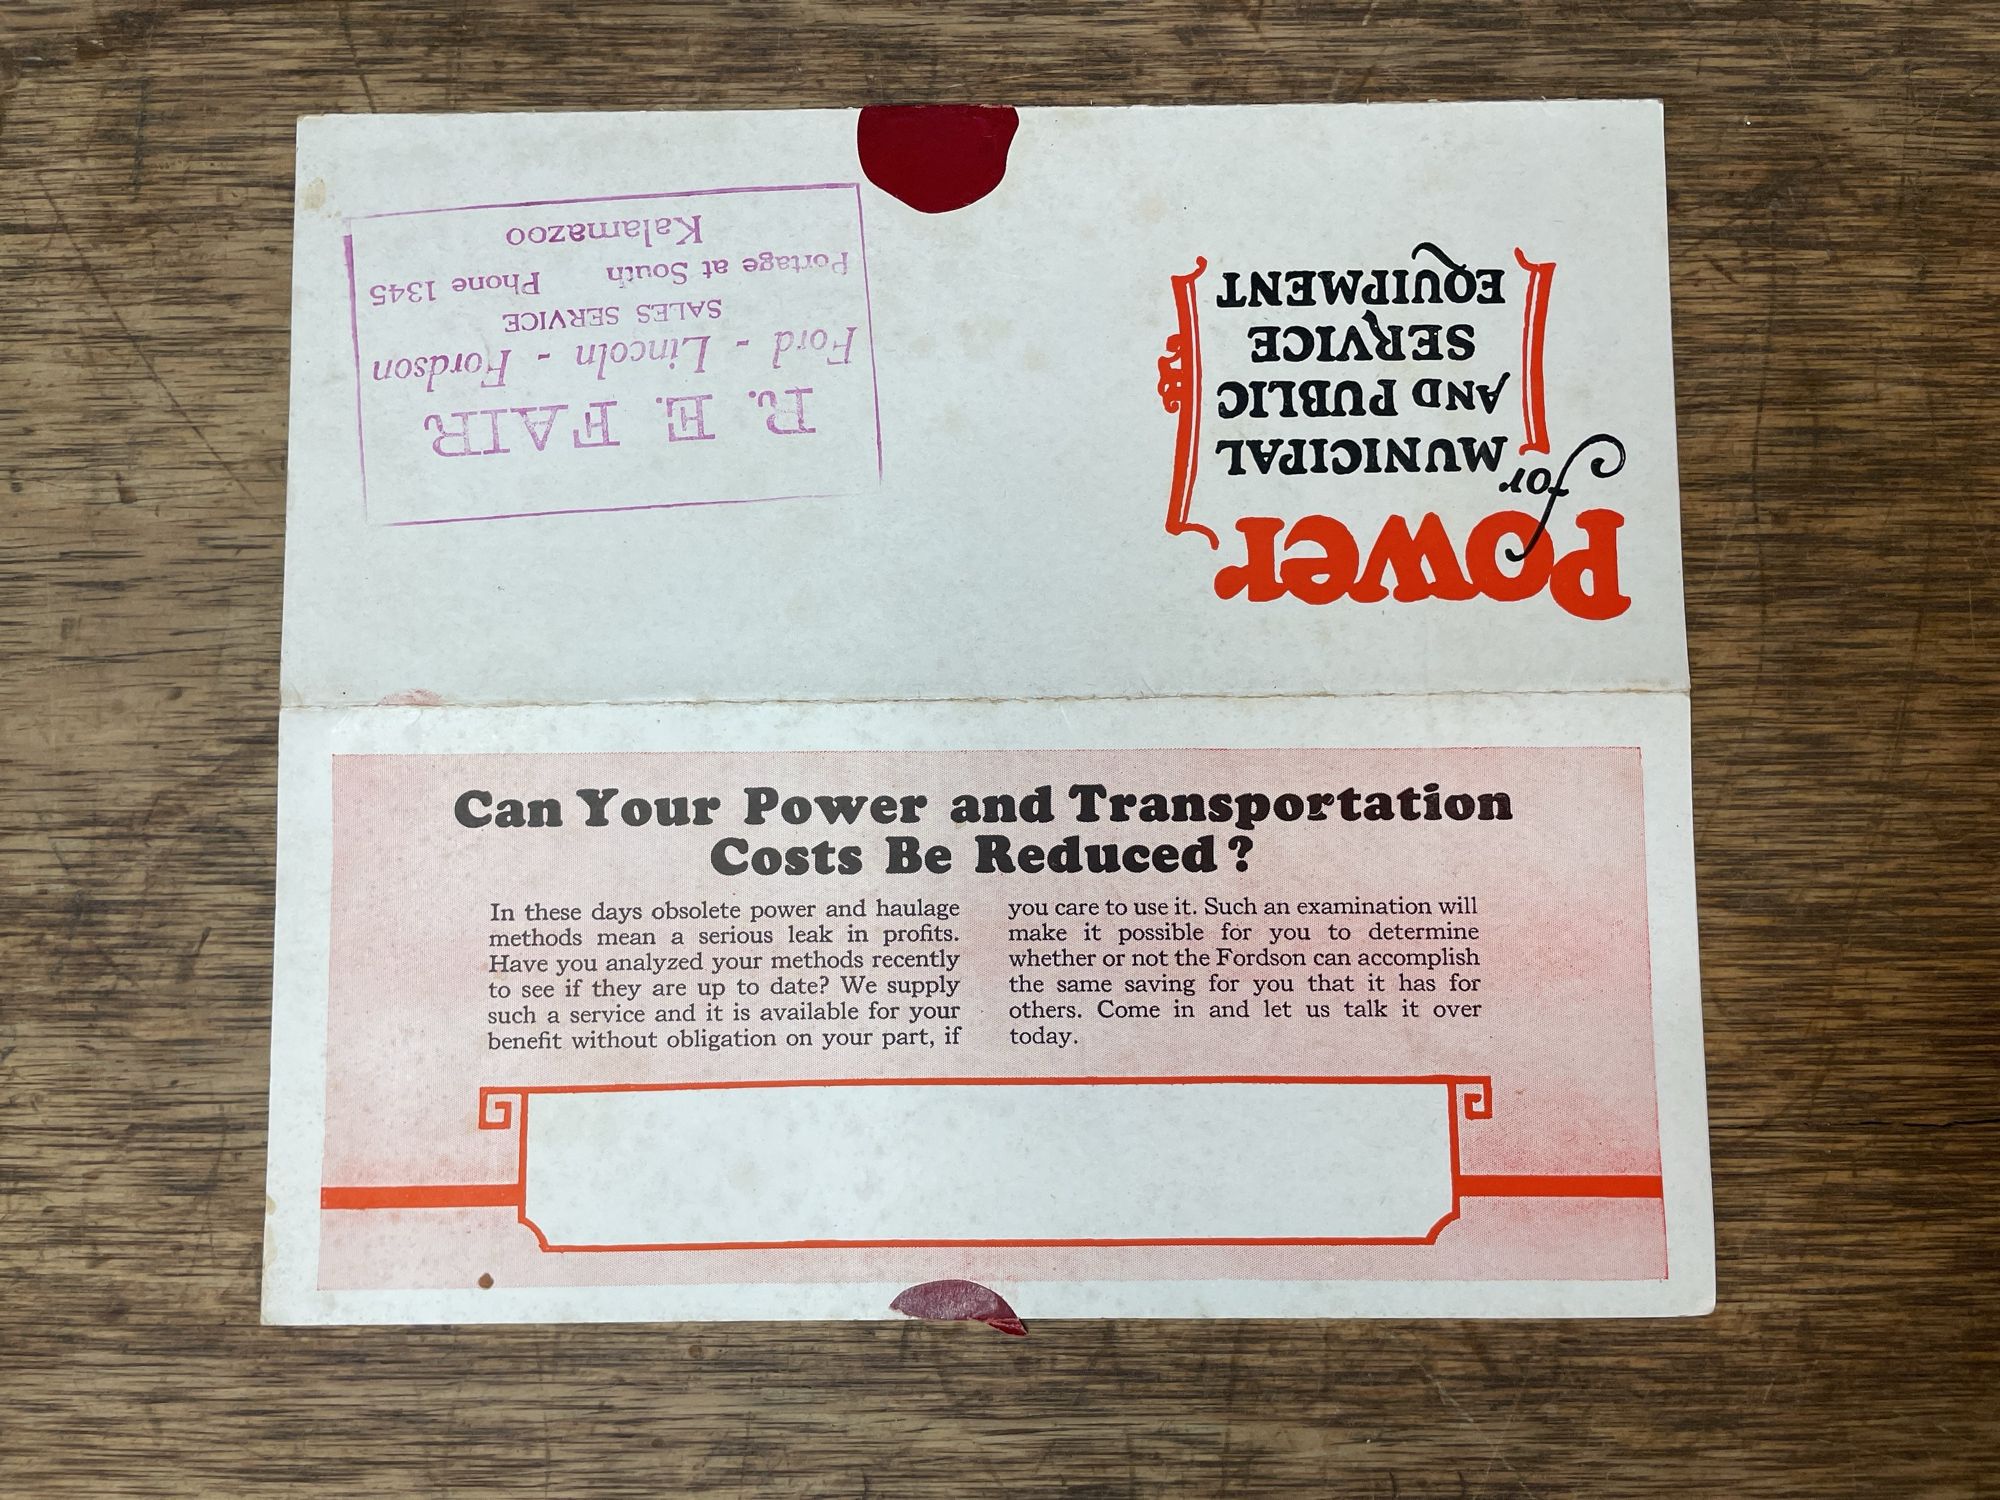 Power
for
MUNICIPAL
AND PUBLIC
SERVICE
EQUIPMENT
R. E. FAIR
Ford - Lincoln - Fordson
SALES SERVICE
Portage at South Phone 1345
Kalamazoo
Can Your Power and Transportation
Costs Be Reduced?
In these days obsolete power and haulage
methods mean a serious leak in profits.
Have you analyzed your methods recently
to see if they are up to date? We supply
such a service and it is available for your
benefit without obligation on your part, if
you care to use it. Such an examination will
make it possible for you to determine
whether or not the Fordson can accomplish
the same saving for you that it has for
others. Come in and let us talk it over
today.